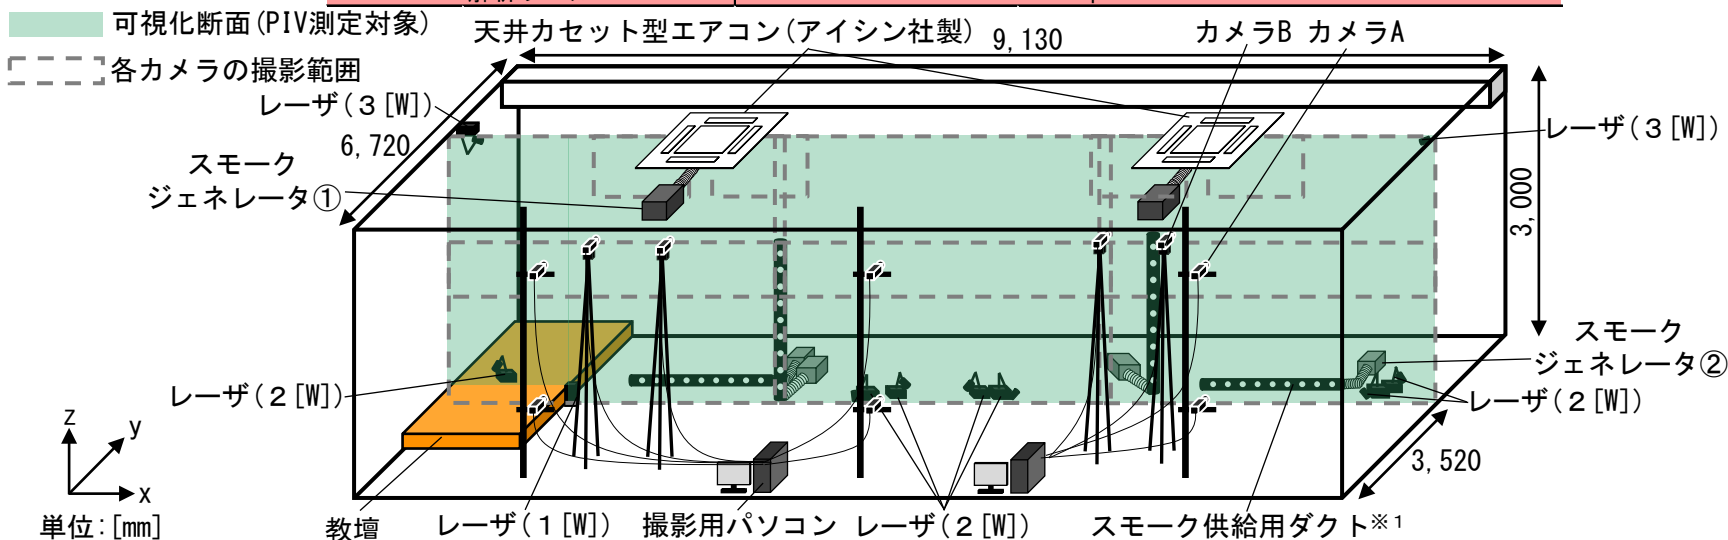 可視化断面(PIV測定対象)
各カメラの撮影範囲
天井カセット型エアコン(アイシン社製)
9,130
カメラB カメラA
レーザ(3[W])
6,720
スモーク
ジェネレータ①
レーザ(3[W])
3,000
スモーク
ジェネレータ②
レーザ(2[W])
レーザ(2[W])
3,520
z
y
x
単位:[mm]
教壇
レーザ(1[W])
撮影用パソコン
レーザ(2[W])
スモーク供給用ダクト※1